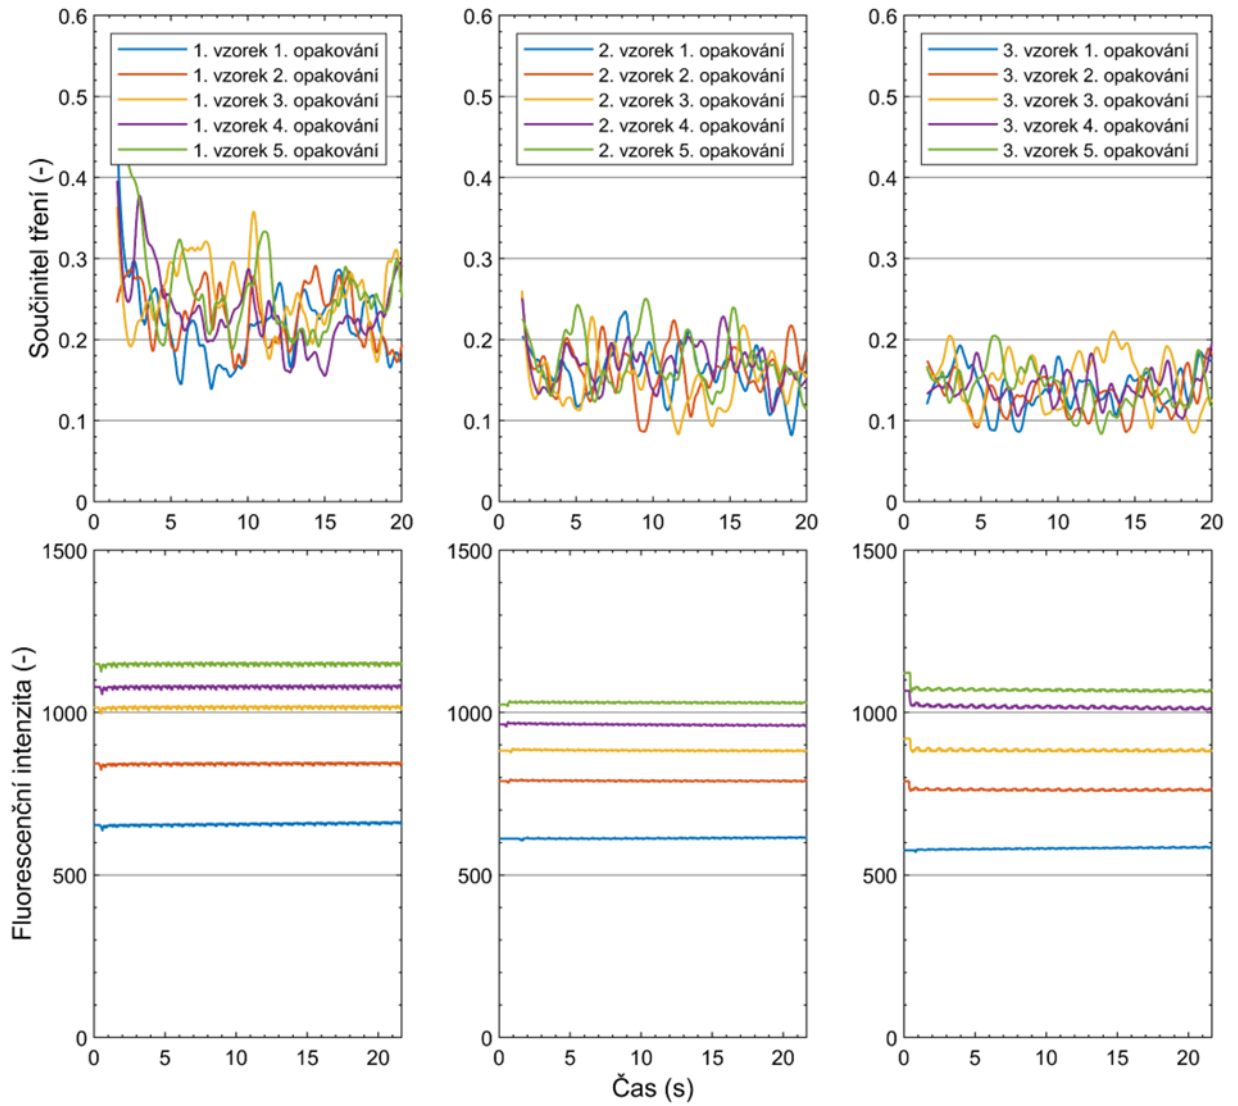 Součinitel tření (-)
0.6
0.5
0.4
0.3
0.2
0.1
0
1. vzorek 1. opakování
1. vzorek 2. opakování
1. vzorek 3. opakování
1. vzorek 4. opakování
1. vzorek 5. opakování
0 5 10 15 20
0.6
0.5
0.4
0.3
0.2
0.1
0
2. vzorek 1. opakování
2. vzorek 2. opakování
2. vzorek 3. opakování
2. vzorek 4. opakování
2. vzorek 5. opakování
0 5 10 15 20
0.6
0.5
0.4
0.3
0.2
0.1
0
3. vzorek 1. opakování
3. vzorek 2. opakování
3. vzorek 3. opakování
3. vzorek 4. opakování
3. vzorek 5. opakování
0 5 10 15 20
Fluorescenční intenzita (-)
1500
1000
500
0
0 5 10 15 20
1500
1000
500
0
0 5 10 15 20
1500
1000
500
0
0 5 10 15 20
Čas (s)